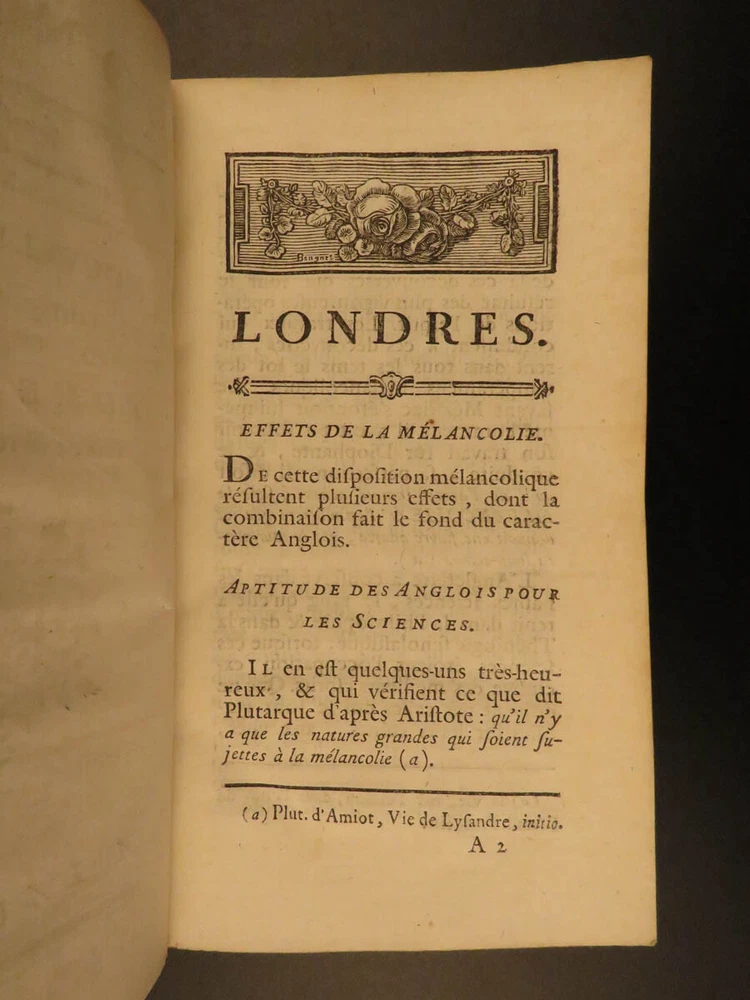 Beugnet
LONDRES.
EFFETS DE LA MÉLANCOLIE.
DE cette diſpoſition mélancolique
réſultent pluſieurs effets, dont la
combinaiſon fait le fond du carac-
tère Anglois.
APTITUDE DES ANGLOIS POUR
LES SCIENCES.
IL en eſt quelques-uns très-heu-
reux, & qui vérifient ce que dit
Plutarque d'après Ariſtote : qu'il n'y
a que les natures grandes qui ſoient ſu-
jettes à la mélancolie (a).
(a) Plut. d'Amiot, Vie de Lyſandre, initio.
A 2